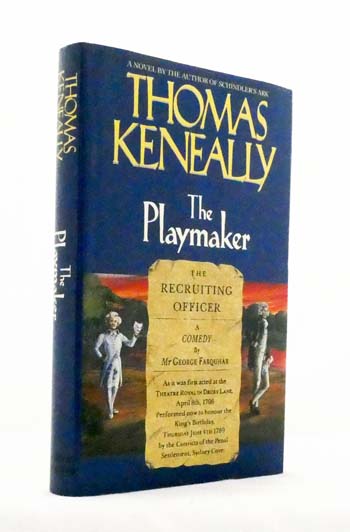 A NOVEL BY THE AUTHOR OF SCHINDLER'S ARK
THOMAS
KENEALLY
The
Playmaker
THE
RECRUITING
OFFICER
A
COMEDY
By
Mr GEORGE FARQUHAR
As it was first acted at the
THEATRE ROYAL IN DRURY LANE,
April 8th, 1706
Performed now to honour the
King's Birthday,
THURSDAY JUNE 4TH 1789
by the Convicts of the Penal
Settlement, Sydney Cove.
THOMAS
KENEALLY
The
Playmaker